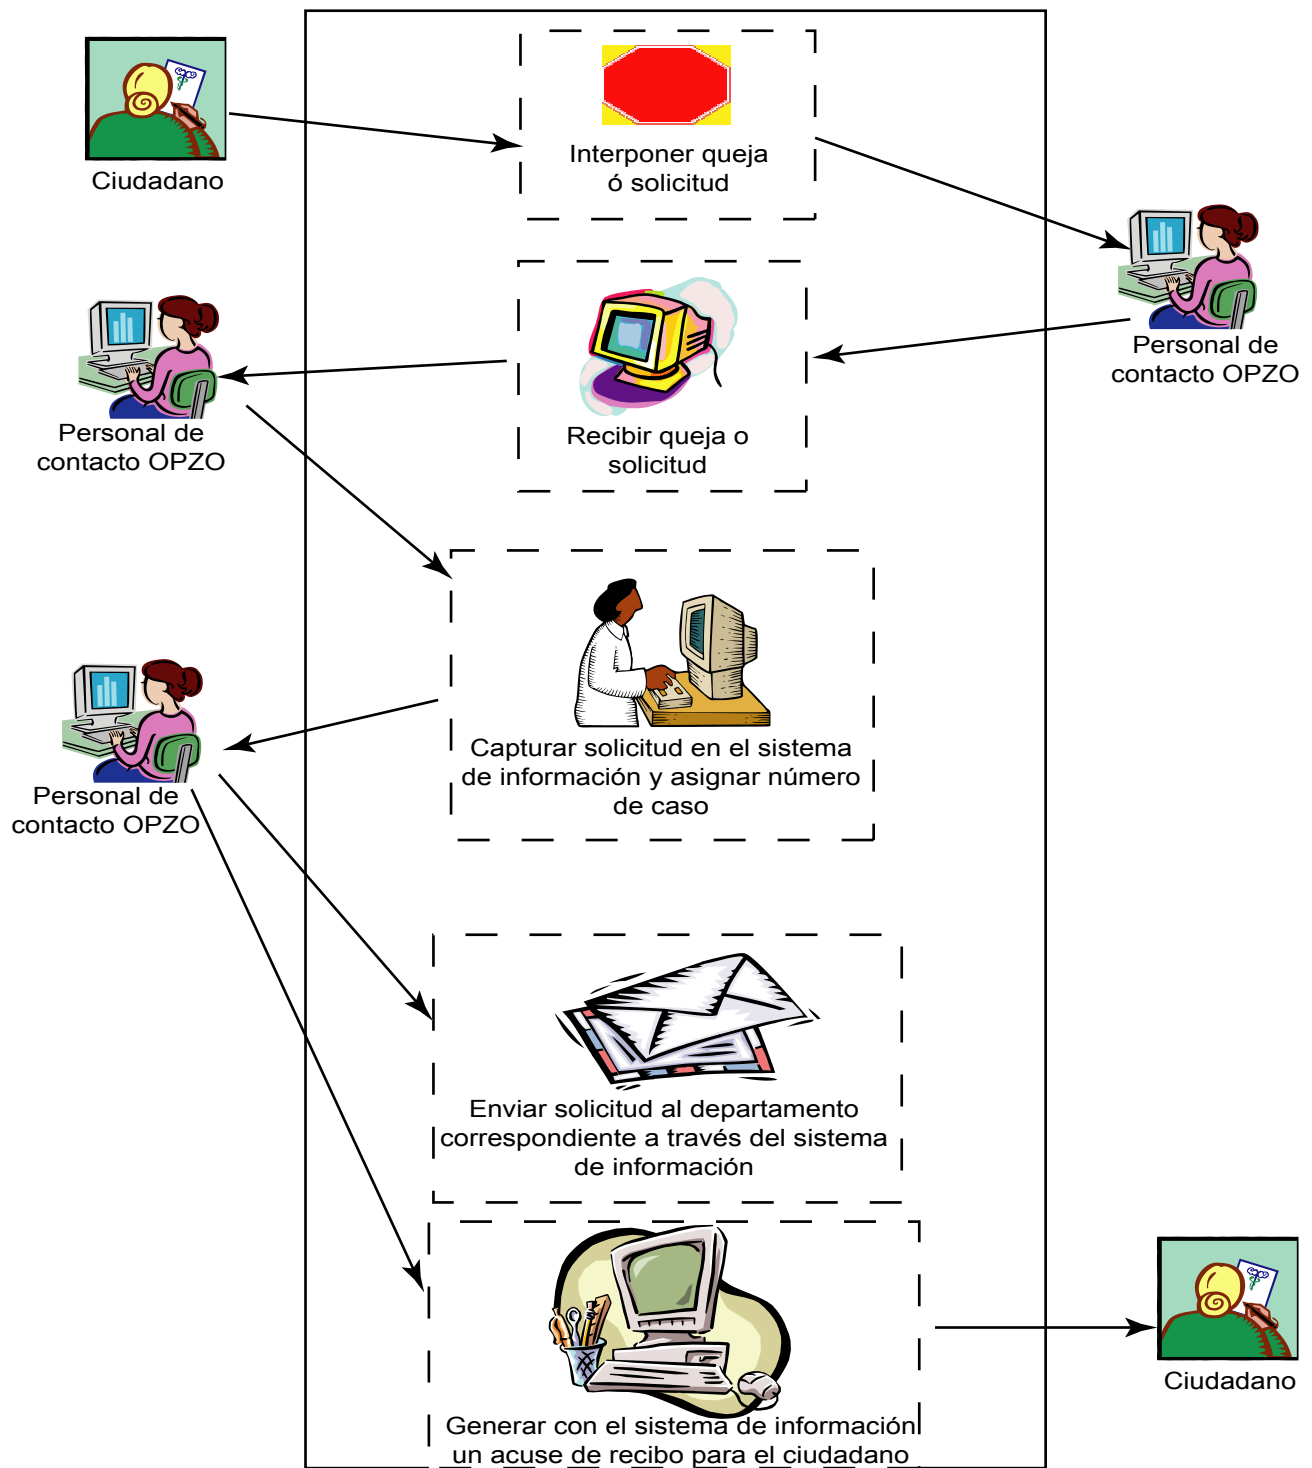 Ciudadano
Interponer queja
ó solicitud
Personal de
contacto OPZO
Recibir queja o
solicitud
Personal de
contacto OPZO
Capturar solicitud en el sistema
de información y asignar número
de caso
Personal de
contacto OPZO
Enviar solicitud al departamento
correspondiente a través del sistema
de información
Generar con el sistema de información
un acuse de recibo para el ciudadano
Ciudadano